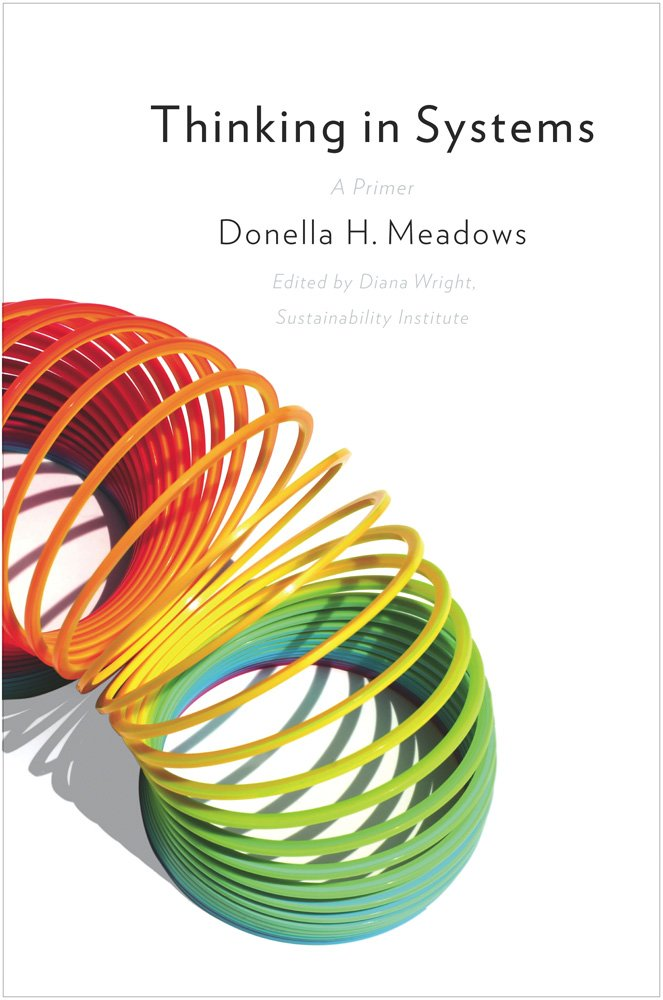 Thinking in Systems
A Primer
Donella H. Meadows
Edited by Diana Wright,
Sustainability Institute